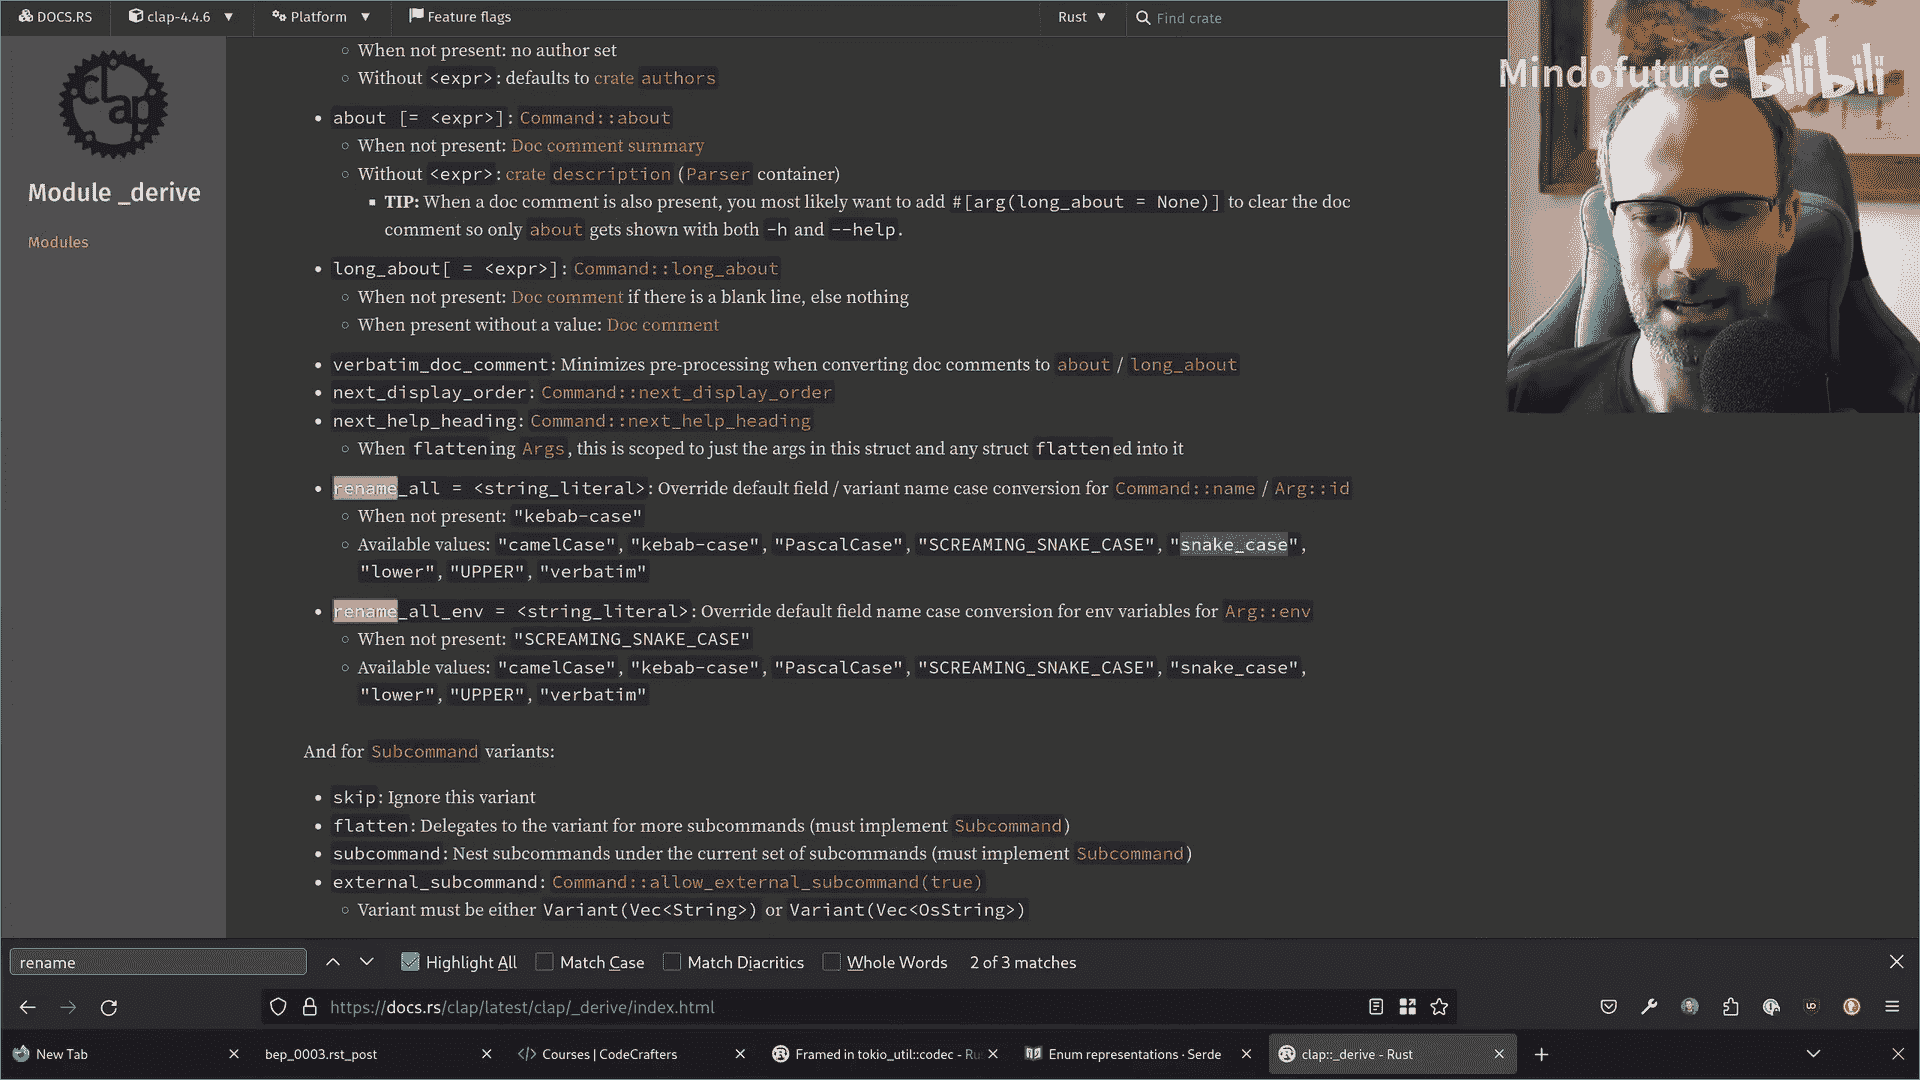 DOCS.RS
clap-4.4.6
Platform
Feature flags
Rust
Find crate
Mindofuture bilibili
clap
Module _derive
Modules
◦ When not present: no author set
◦ Without <expr>: defaults to crate authors
• about [= <expr>]: Command::about
◦ When not present: Doc comment summary
◦ Without <expr>: crate description (Parser container)
▪ TIP: When a doc comment is also present, you most likely want to add #[arg(long_about = None)] to clear the doc
comment so only about gets shown with both -h and --help.
• long_about[ = <expr>]: Command::long_about
◦ When not present: Doc comment if there is a blank line, else nothing
◦ When present without a value: Doc comment
• verbatim_doc_comment: Minimizes pre-processing when converting doc comments to about / long_about
• next_display_order: Command::next_display_order
• next_help_heading: Command::next_help_heading
◦ When flattening Args, this is scoped to just the args in this struct and any struct flattened into it
• rename_all = <string_literal>: Override default field / variant name case conversion for Command::name / Arg::id
◦ When not present: "kebab-case"
◦ Available values: "camelCase", "kebab-case", "PascalCase", "SCREAMING_SNAKE_CASE", "snake_case",
"lower", "UPPER", "verbatim"
• rename_all_env = <string_literal>: Override default field name case conversion for env variables for Arg::env
◦ When not present: "SCREAMING_SNAKE_CASE"
◦ Available values: "camelCase", "kebab-case", "PascalCase", "SCREAMING_SNAKE_CASE", "snake_case",
"lower", "UPPER", "verbatim"
And for Subcommand variants:
• skip: Ignore this variant
• flatten: Delegates to the variant for more subcommands (must implement Subcommand)
• subcommand: Nest subcommands under the current set of subcommands (must implement Subcommand)
• external_subcommand: Command::allow_external_subcommand(true)
◦ Variant must be either Variant(Vec<String>) or Variant(Vec<OsString>)
rename
Highlight All
Match Case
Match Diacritics
Whole Words
2 of 3 matches
https://docs.rs/clap/latest/clap/_derive/index.html
New Tab
bep_0003.rst_post
Courses | CodeCrafters
Framed in tokio_util::codec - Ru
Enum representations · Serde
clap::_derive - Rust